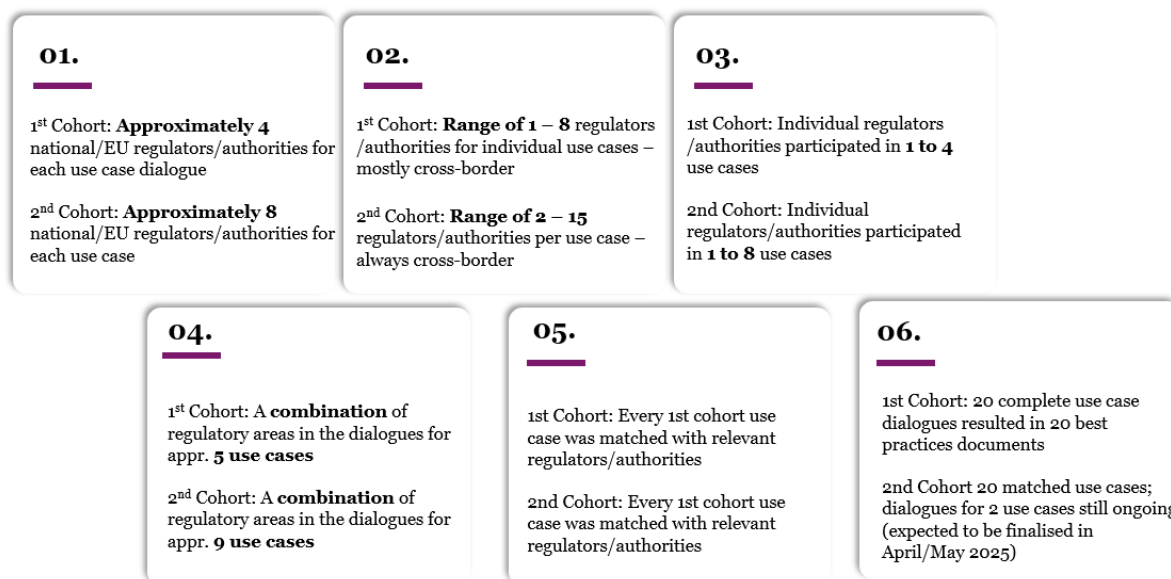 01.
1st Cohort: Approximately 4
national/EU regulators/authorities for
each use case dialogue
2nd Cohort: Approximately 8
national/EU regulators/authorities for
each use case
02.
1st Cohort: Range of 1 – 8 regulators
/authorities for individual use cases –
mostly cross-border
2nd Cohort: Range of 2 – 15
regulators/authorities per use case –
always cross-border
03.
1st Cohort: Individual regulators
/authorities participated in 1 to 4
use cases
2nd Cohort: Individual
regulators/authorities participated
in 1 to 8 use cases
04.
1st Cohort: A combination of
regulatory areas in the dialogues for
appr. 5 use cases
2nd Cohort: A combination of
regulatory areas in the dialogues for
appr. 9 use cases
05.
1st Cohort: Every 1st cohort use
case was matched with relevant
regulators/authorities
2nd Cohort: Every 1st cohort use
case was matched with relevant
regulators/authorities
06.
1st Cohort: 20 complete use case
dialogues resulted in 20 best
practices documents
2nd Cohort 20 matched use cases;
dialogues for 2 use cases still ongoing
(expected to be finalised in
April/May 2025)